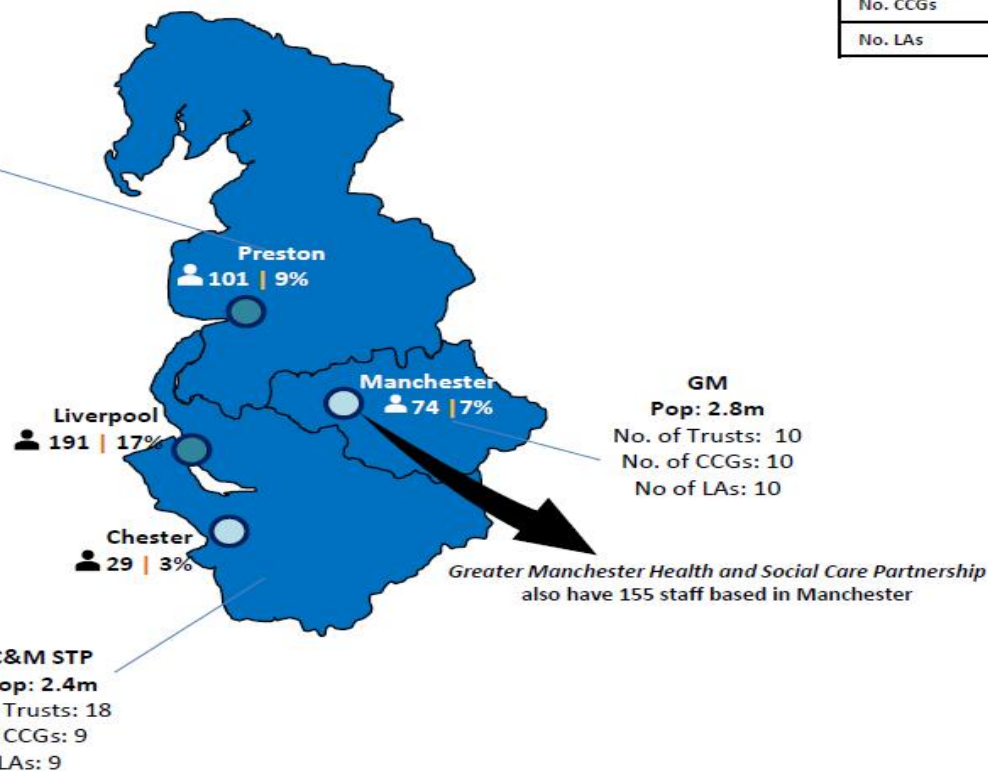 No. CCGs
No. LAs
Preston
101 | 9%
Manchester
74 | 7%
GM
Pop: 2.8m
No. of Trusts: 10
No. of CCGs: 10
No of LAs: 10
Liverpool
191 | 17%
Chester
29 | 3%
Greater Manchester Health and Social Care Partnership
also have 155 staff based in Manchester
C&M STP
op: 2.4m
Trusts: 18
CCGs: 9
LAs: 9